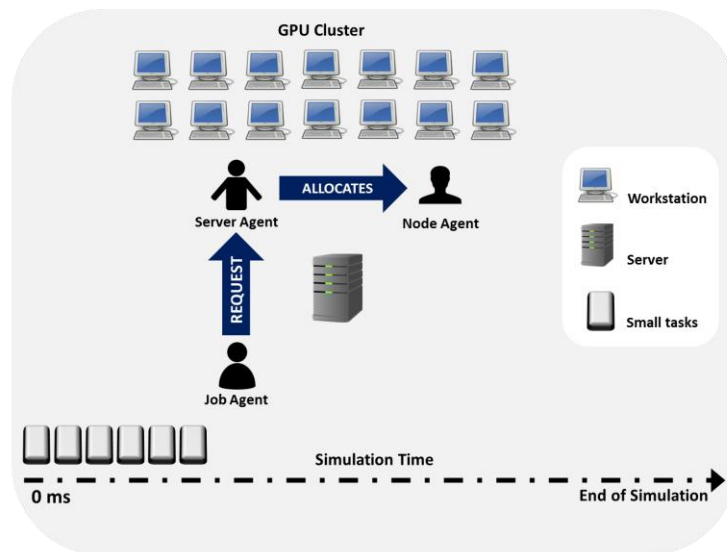 GPU Cluster
ALLOCATES
Server Agent
Node Agent
REQUEST
Job Agent
Workstation
Server
Small tasks
Simulation Time
0 ms
End of Simulation